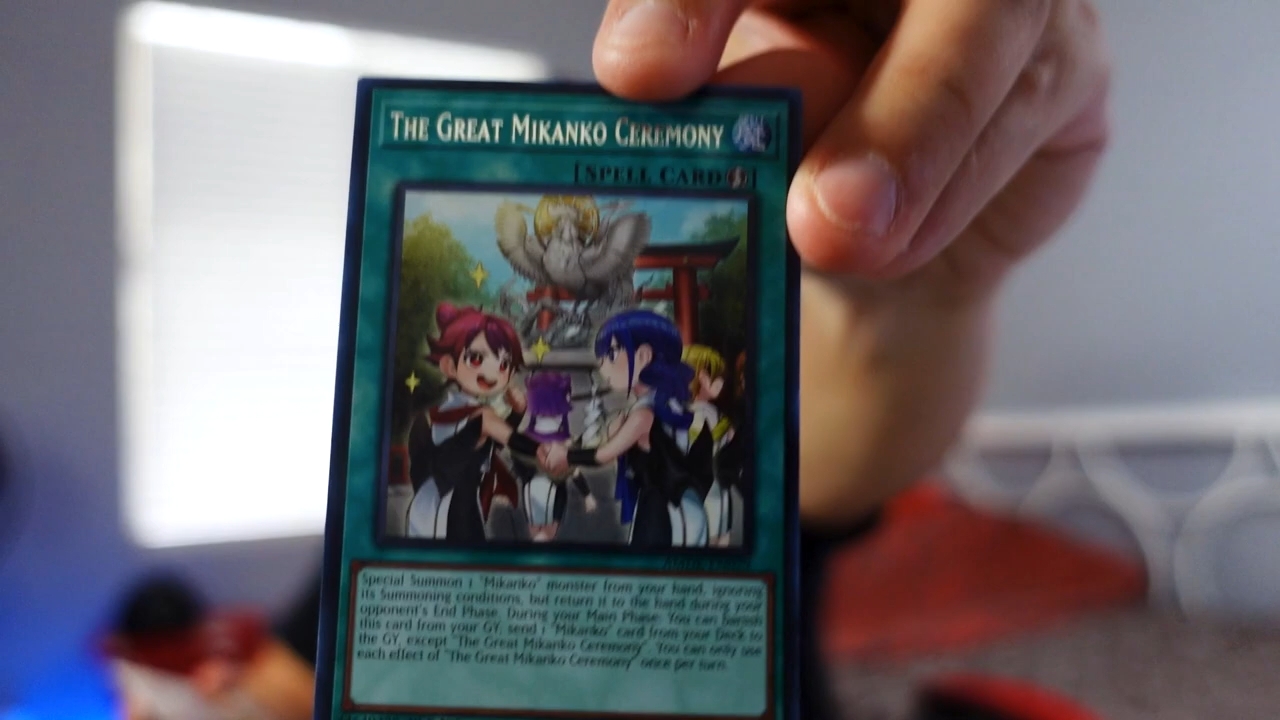 THE GREAT MIKANKO CEREMONY
[SPELL CARD]
Special Summon 1 "Mikanko" monster from your hand, ignoring
its Summoning conditions, but return it to the hand during your
opponent's End Phase. During your Main Phase: You can banish
this card from your GY; send 1 "Mikanko" card from your Deck to
the GY, except "The Great Mikanko Ceremony". You can only use
each effect of "The Great Mikanko Ceremony" once per turn.